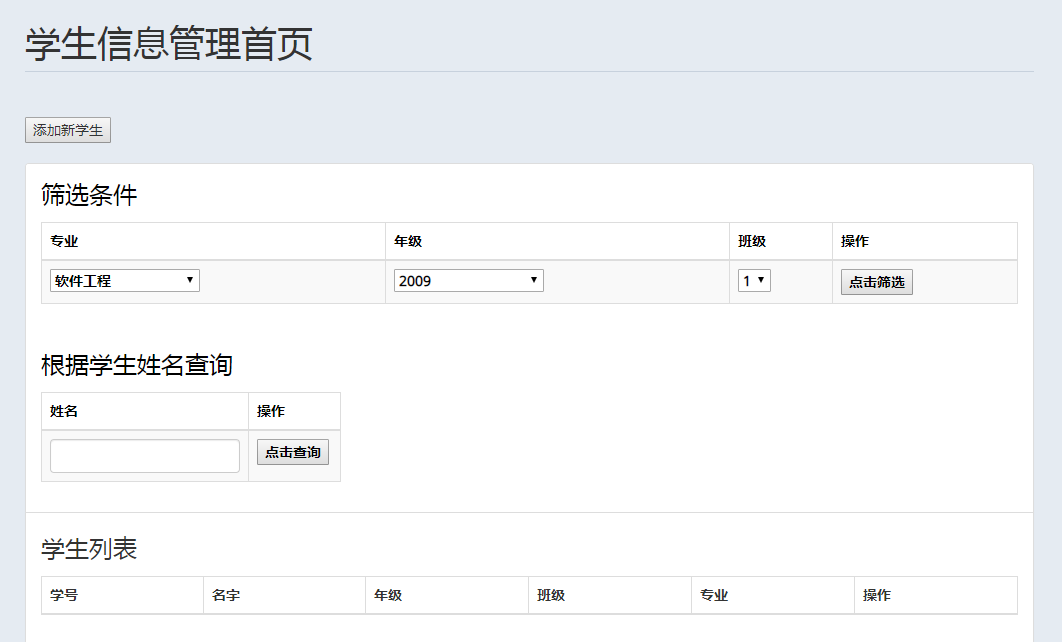 学生信息管理首页
添加新学生
筛选条件
专业 年级 班级 操作
软件工程 2009 1 点击筛选
根据学生姓名查询
姓名 操作
点击查询
学生列表
学号 名字 年级 班级 专业 操作